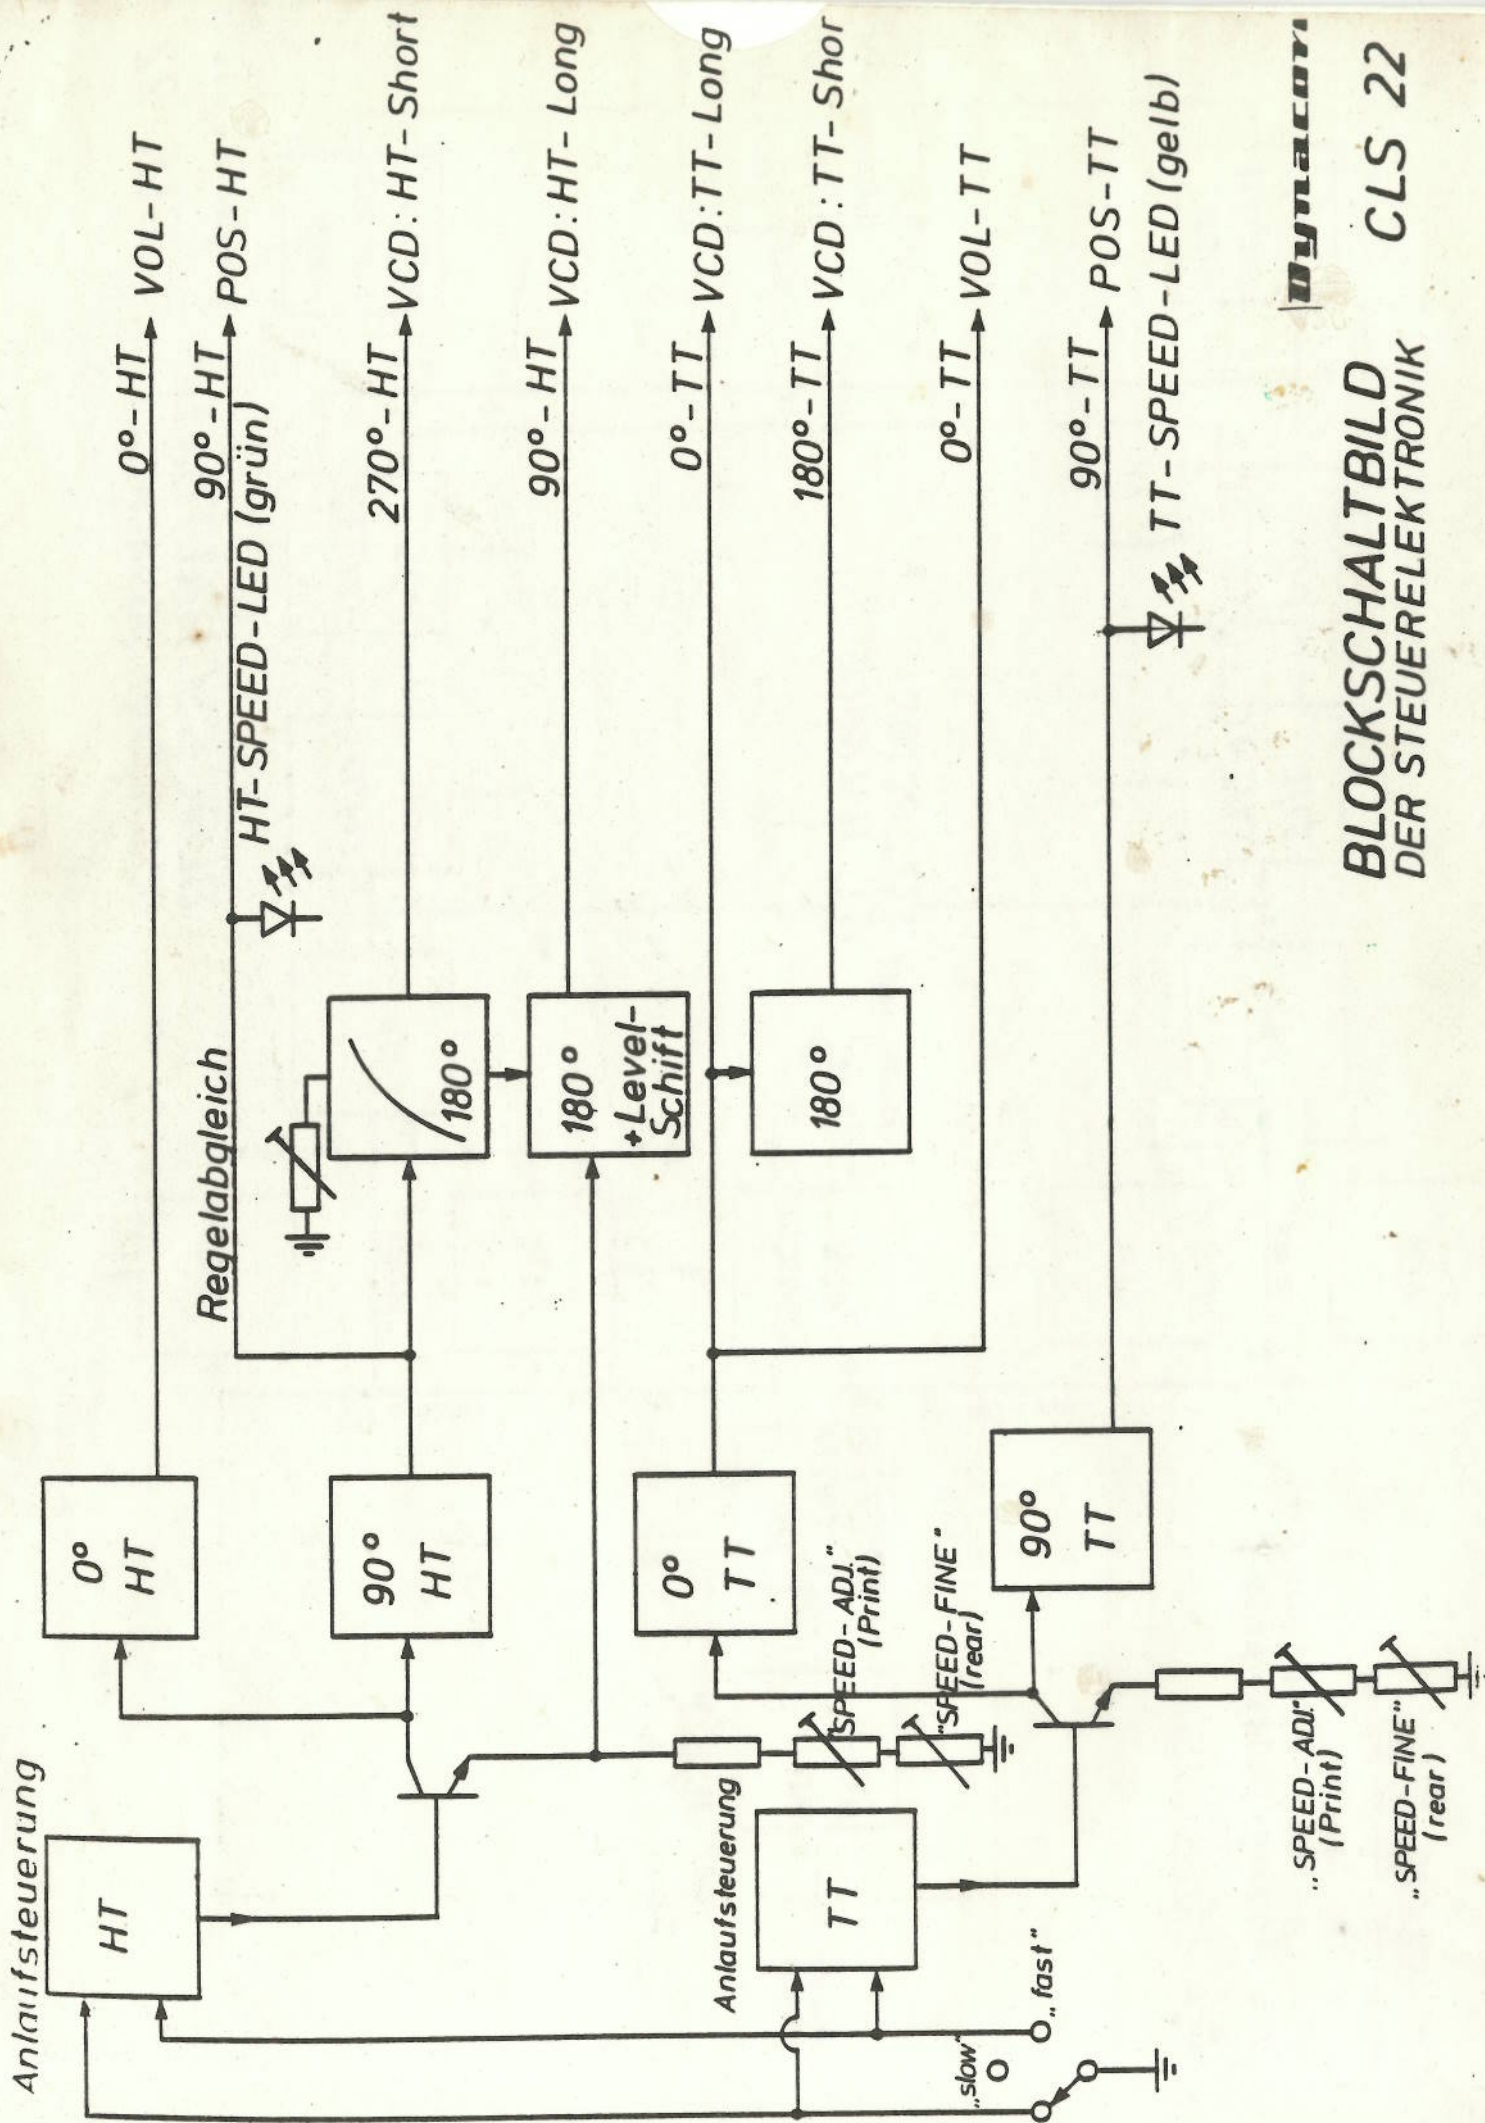 Anlaufsteuerung
HT
0°
HT
90°
HT
Regelabgleich
180°
180°
+Level-
Schift
HT-SPEED-LED (grün)
0°-HT
VOL-HT
90°-HT
POS-HT
270°-HT
VCD:HT-Short
90°-HT
VCD:HT-Long
Anlaufsteuerung
TT
0°
TT
„SPEED-ADJ.“
(Print)
„SPEED-FINE“
(rear)
180°
0°-TT
VCD:TT-Long
180°-TT
VCD:TT-Shor
0°-TT
VOL-TT
90°
TT
90°-TT
POS-TT
TT-SPEED-LED (gelb)
„slow“
„fast“
„SPEED-ADJ.“
(Print)
„SPEED-FINE“
(rear)
BLOCKSCHALTBILD
DER STEUERELEKTRONIK
Dynacord
CLS 22